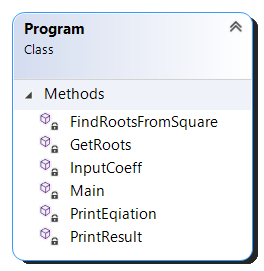 Program
Class
Methods
FindRootsFromSquare
GetRoots
InputCoeff
Main
PrintEqiation
PrintResult